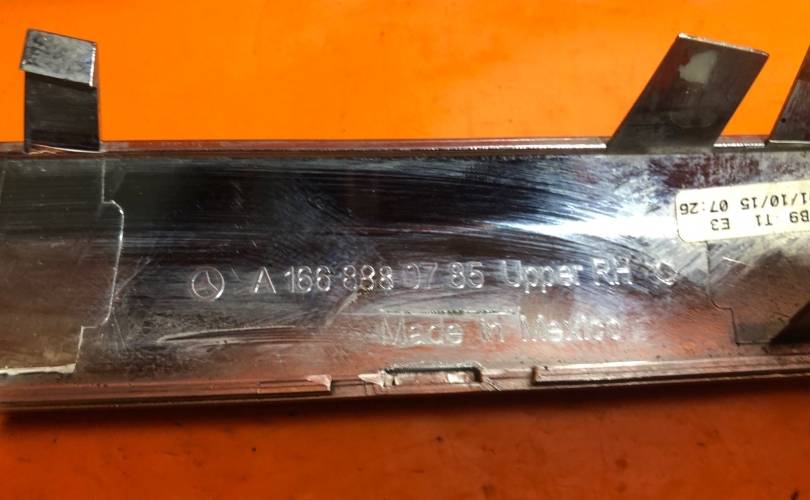 A 166 888 07 85 Upper RH
Made in Mexico
B9 T1 E3
1/10/15 07:26